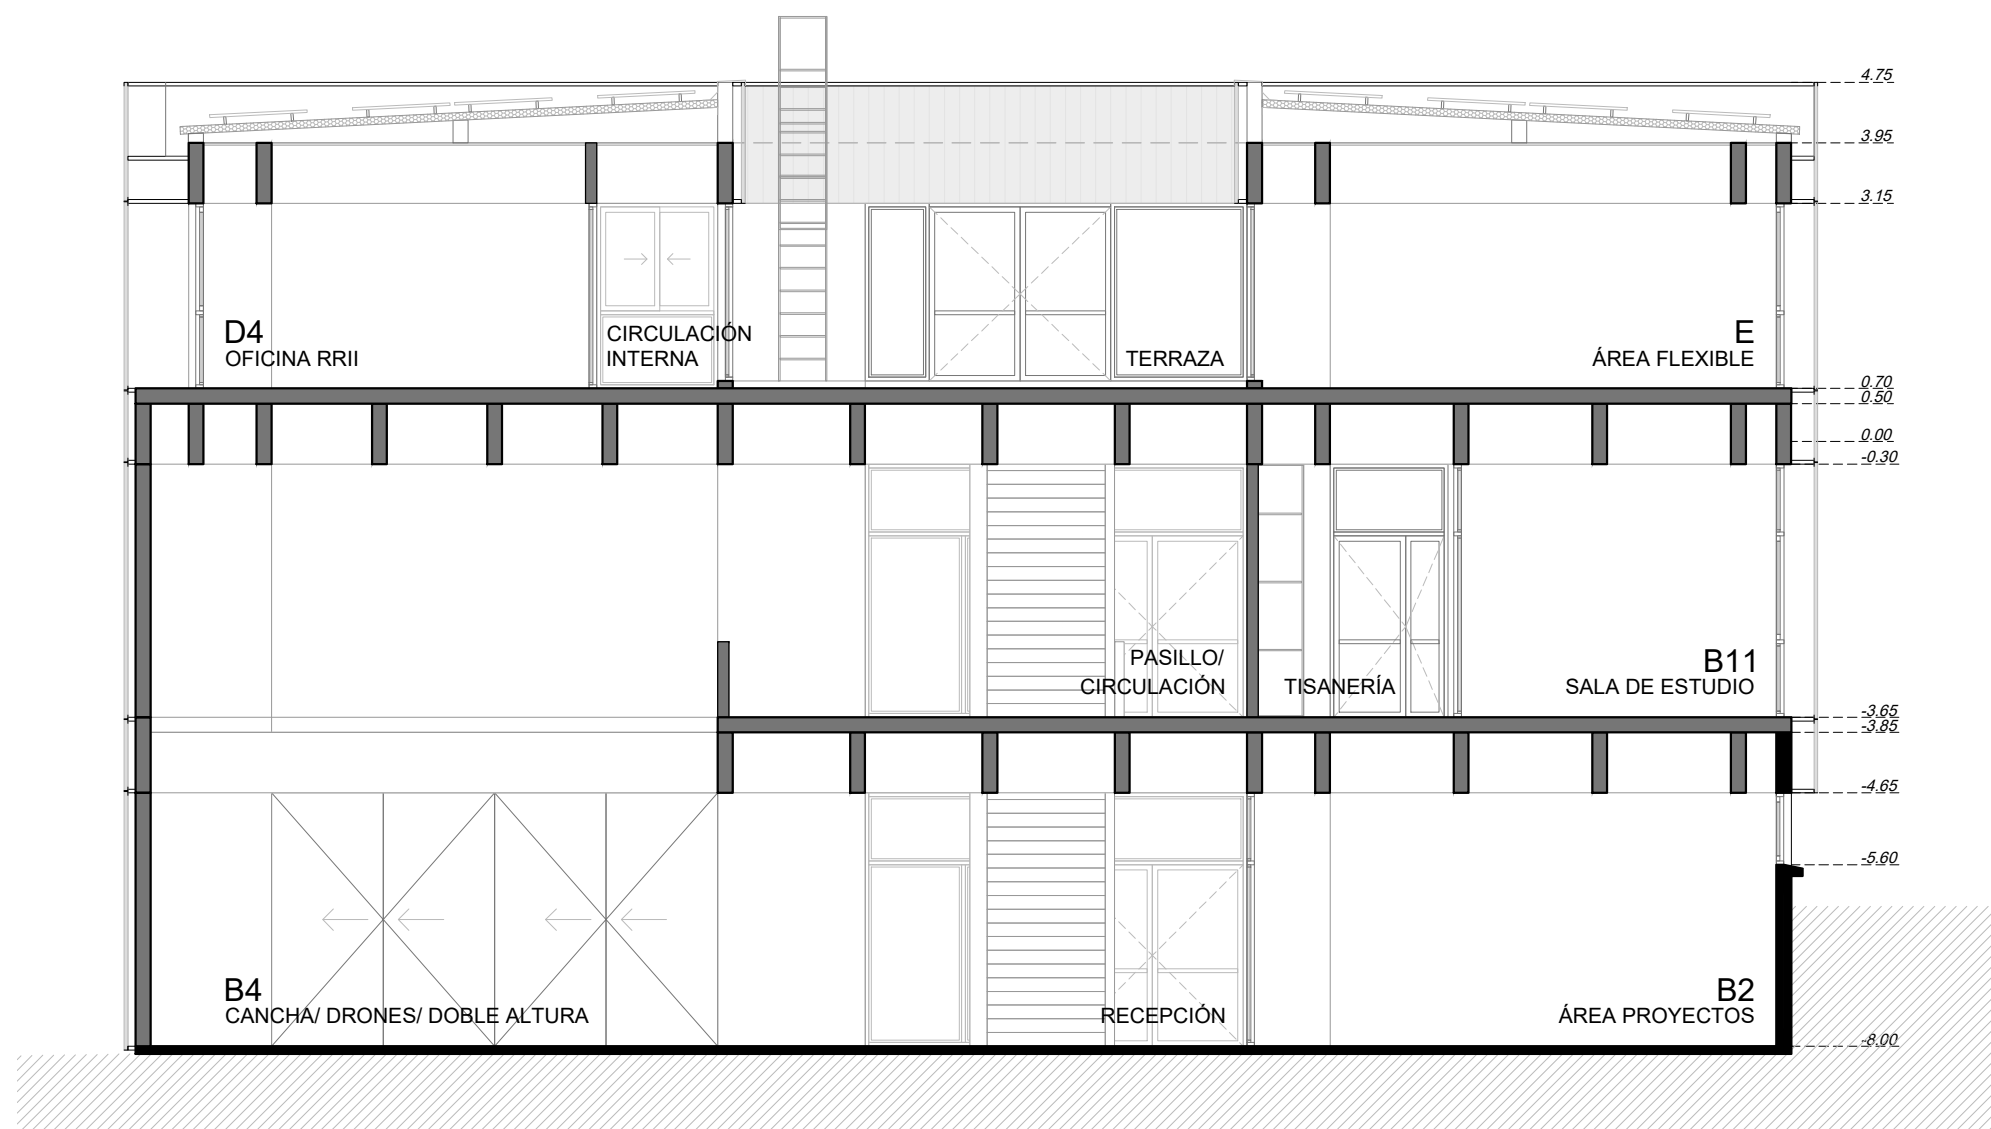 4.75
3.95
3.15
D4
OFICINA RRII
CIRCULACIÓN
INTERNA
TERRAZA
E
ÁREA FLEXIBLE
0.70
0.50
0.00
-0.30
PASILLO/
CIRCULACIÓN
TISANERÍA
B11
SALA DE ESTUDIO
-3.65
-3.85
-4.65
-5.60
B4
CANCHA/ DRONES/ DOBLE ALTURA
RECEPCIÓN
B2
ÁREA PROYECTOS
-8.00